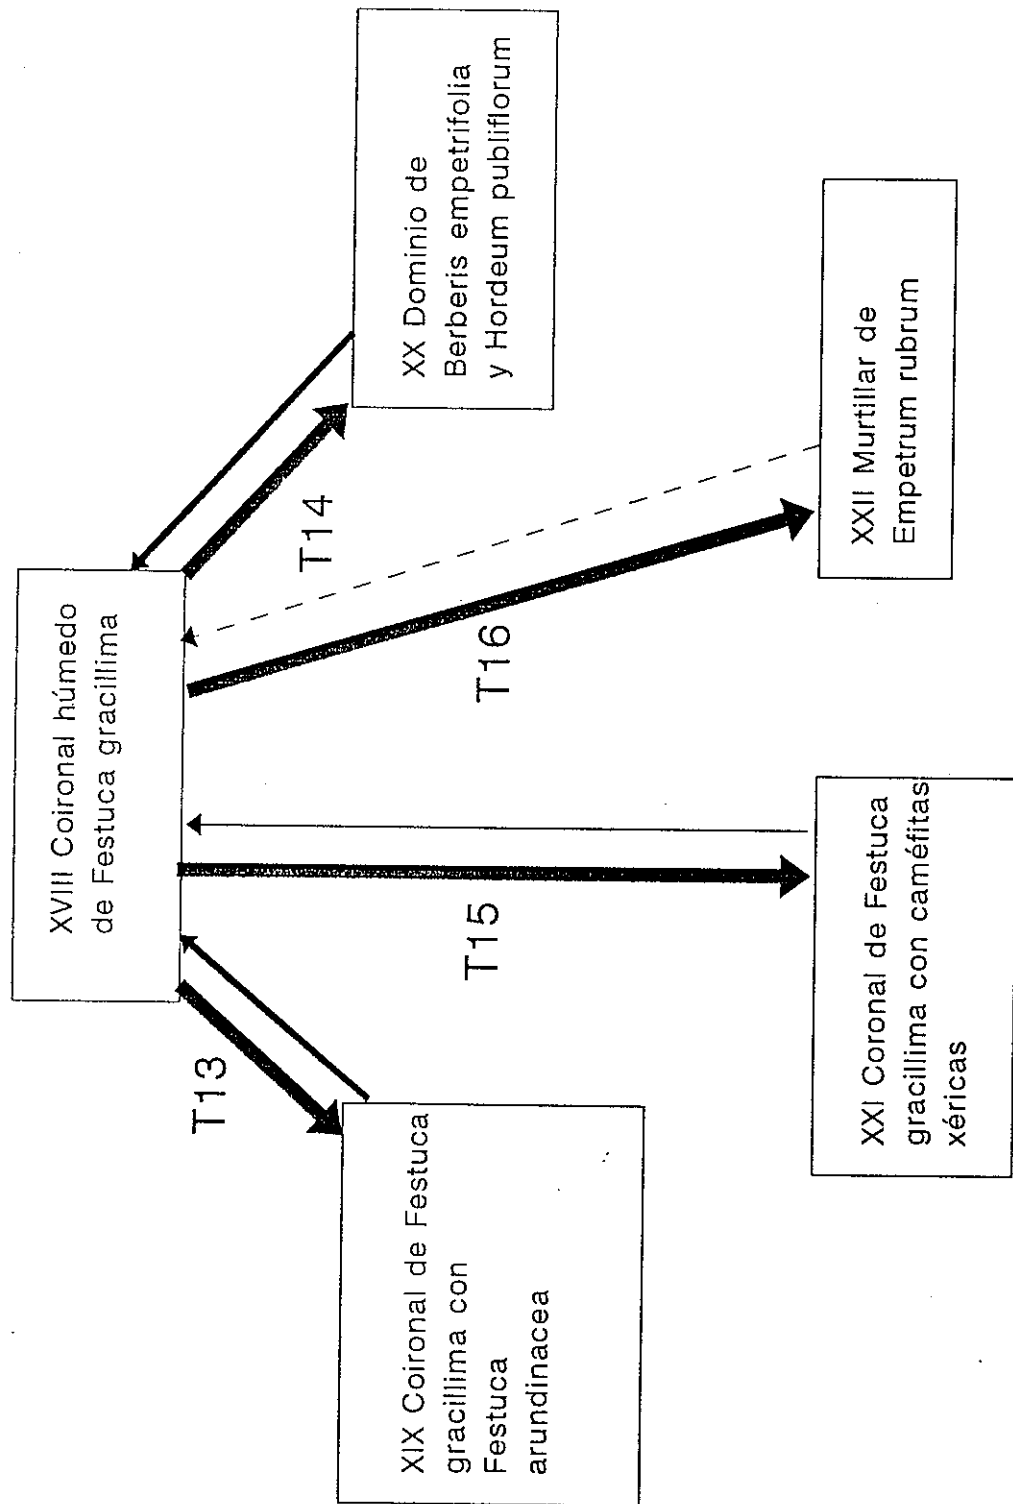 XVIII Coironal húmedo
de Festuca gracillima
T13
T15
T16
T14
XIX Coironal de Festuca
gracillima con
Festuca
arundinacea
XX Dominio de
Berberis empetrifolia
y Hordeum publiflorum
XXI Coronal de Festuca
gracillima con caméfitas
xéricas
XXII Murtillar de
Empetrum rubrum